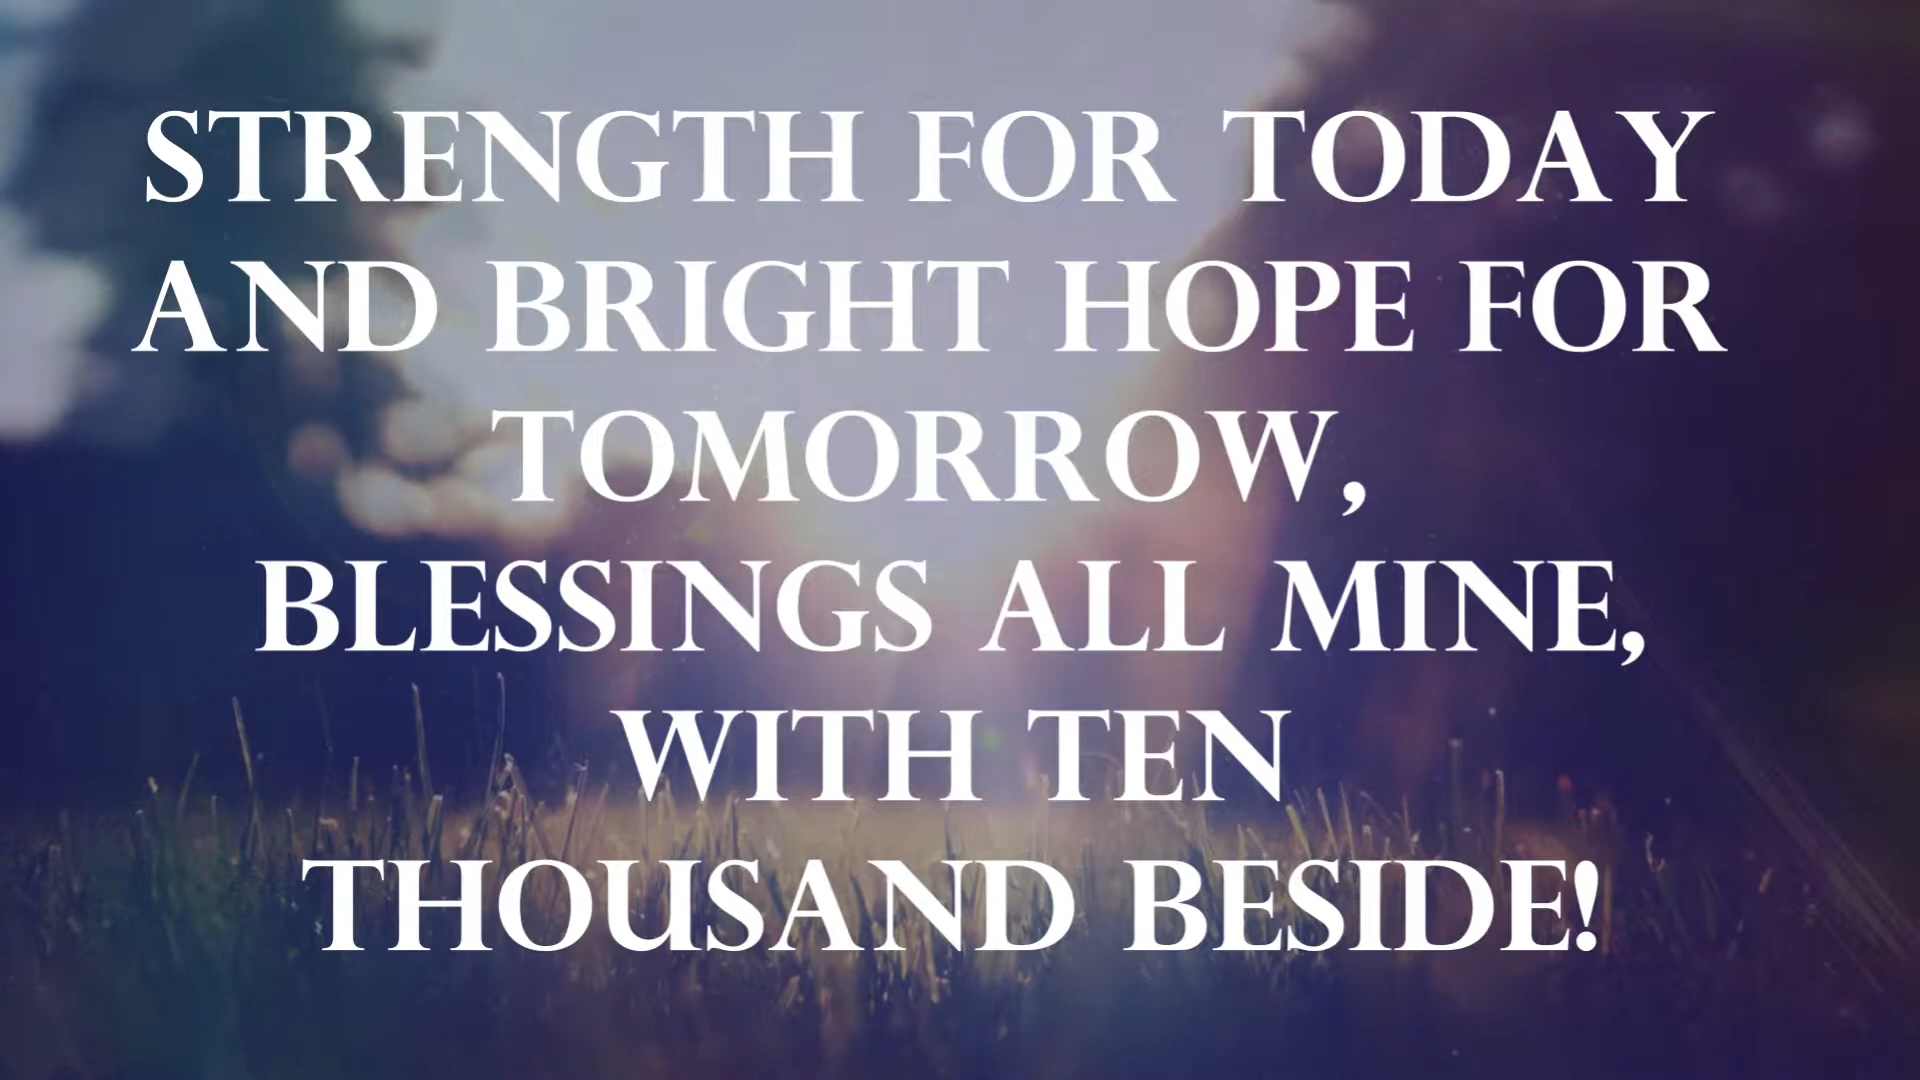 STRENGTH FOR TODAY
AND BRIGHT HOPE FOR
TOMORROW,
BLESSINGS ALL MINE,
WITH TEN
THOUSAND BESIDE!